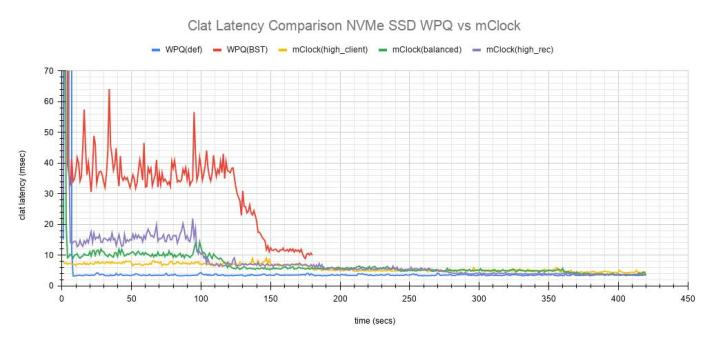 Clat Latency Comparison NVMe SSD WPQ vs mClock
WPQ(def) WPQ(BST) mClock(high_client) mClock(balanced) mClock(high_rec)
70
60
50
40
30
20
10
0
clat latency (msec)
0 50 100 150 200 250 300 350 400 450
time (secs)